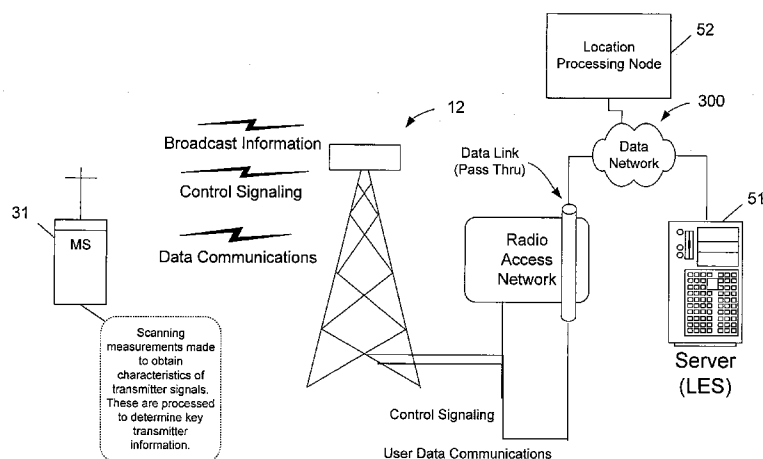 52
Location
Processing Node
300
12
Broadcast Information
Data Link
(Pass Thru)
Data
Network
Control Signaling
31
MS
51
Radio
Access
Network
Data Communications
Scanning
measurements made
to obtain
characteristics of
transmitter signals.
These are processed
to determine key
transmitter
information.
Server
(LES)
Control Signaling
User Data Communications